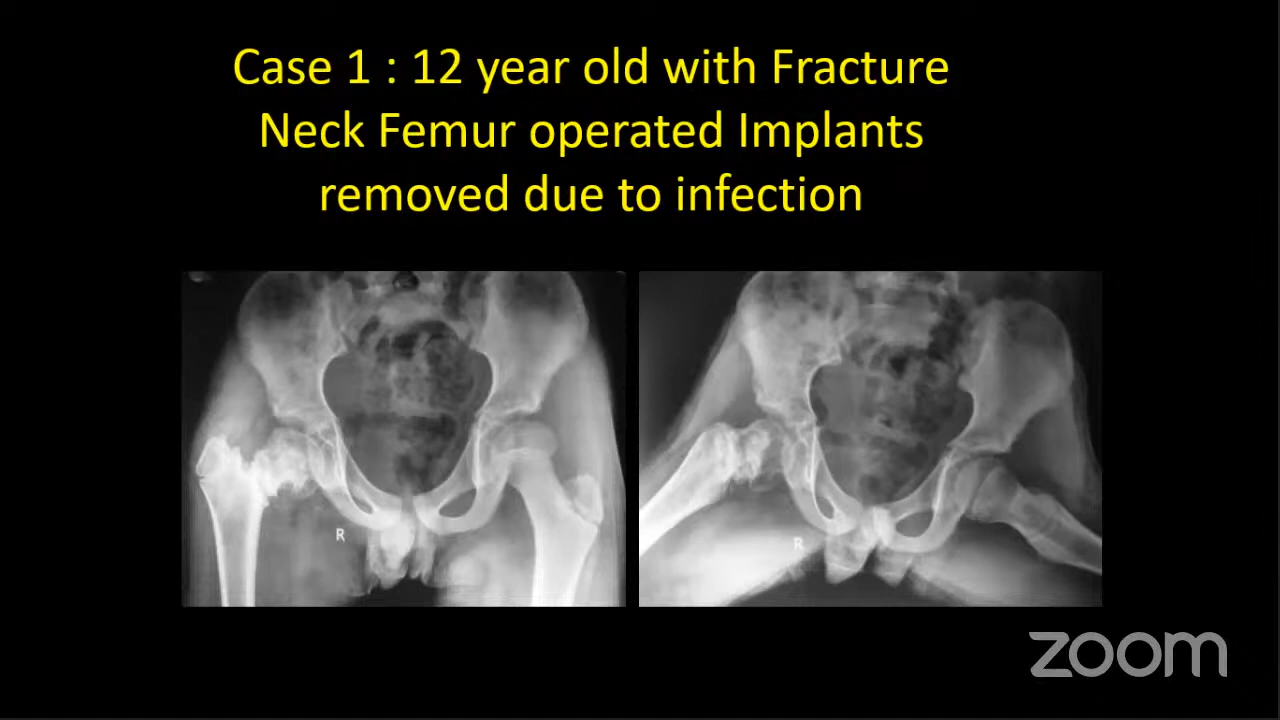 Case 1 : 12 year old with Fracture
Neck Femur operated Implants
removed due to infection
R
R
zoom